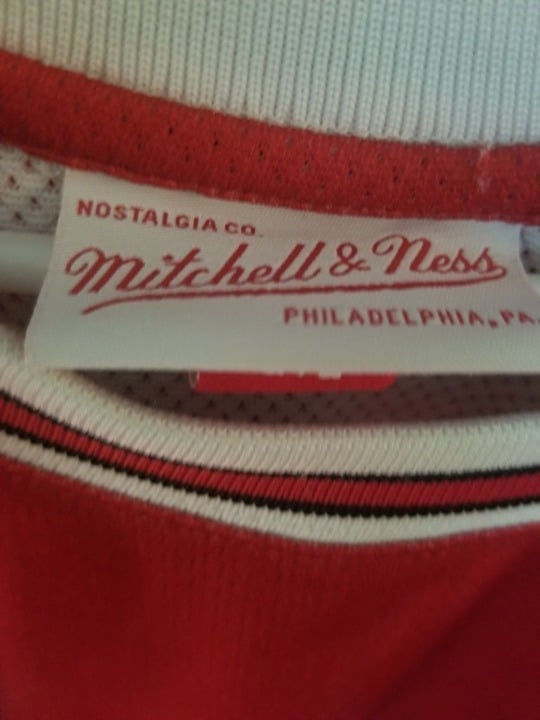 NOSTALGIA CO.
Mitchell & Ness
PHILADELPHIA, PA.